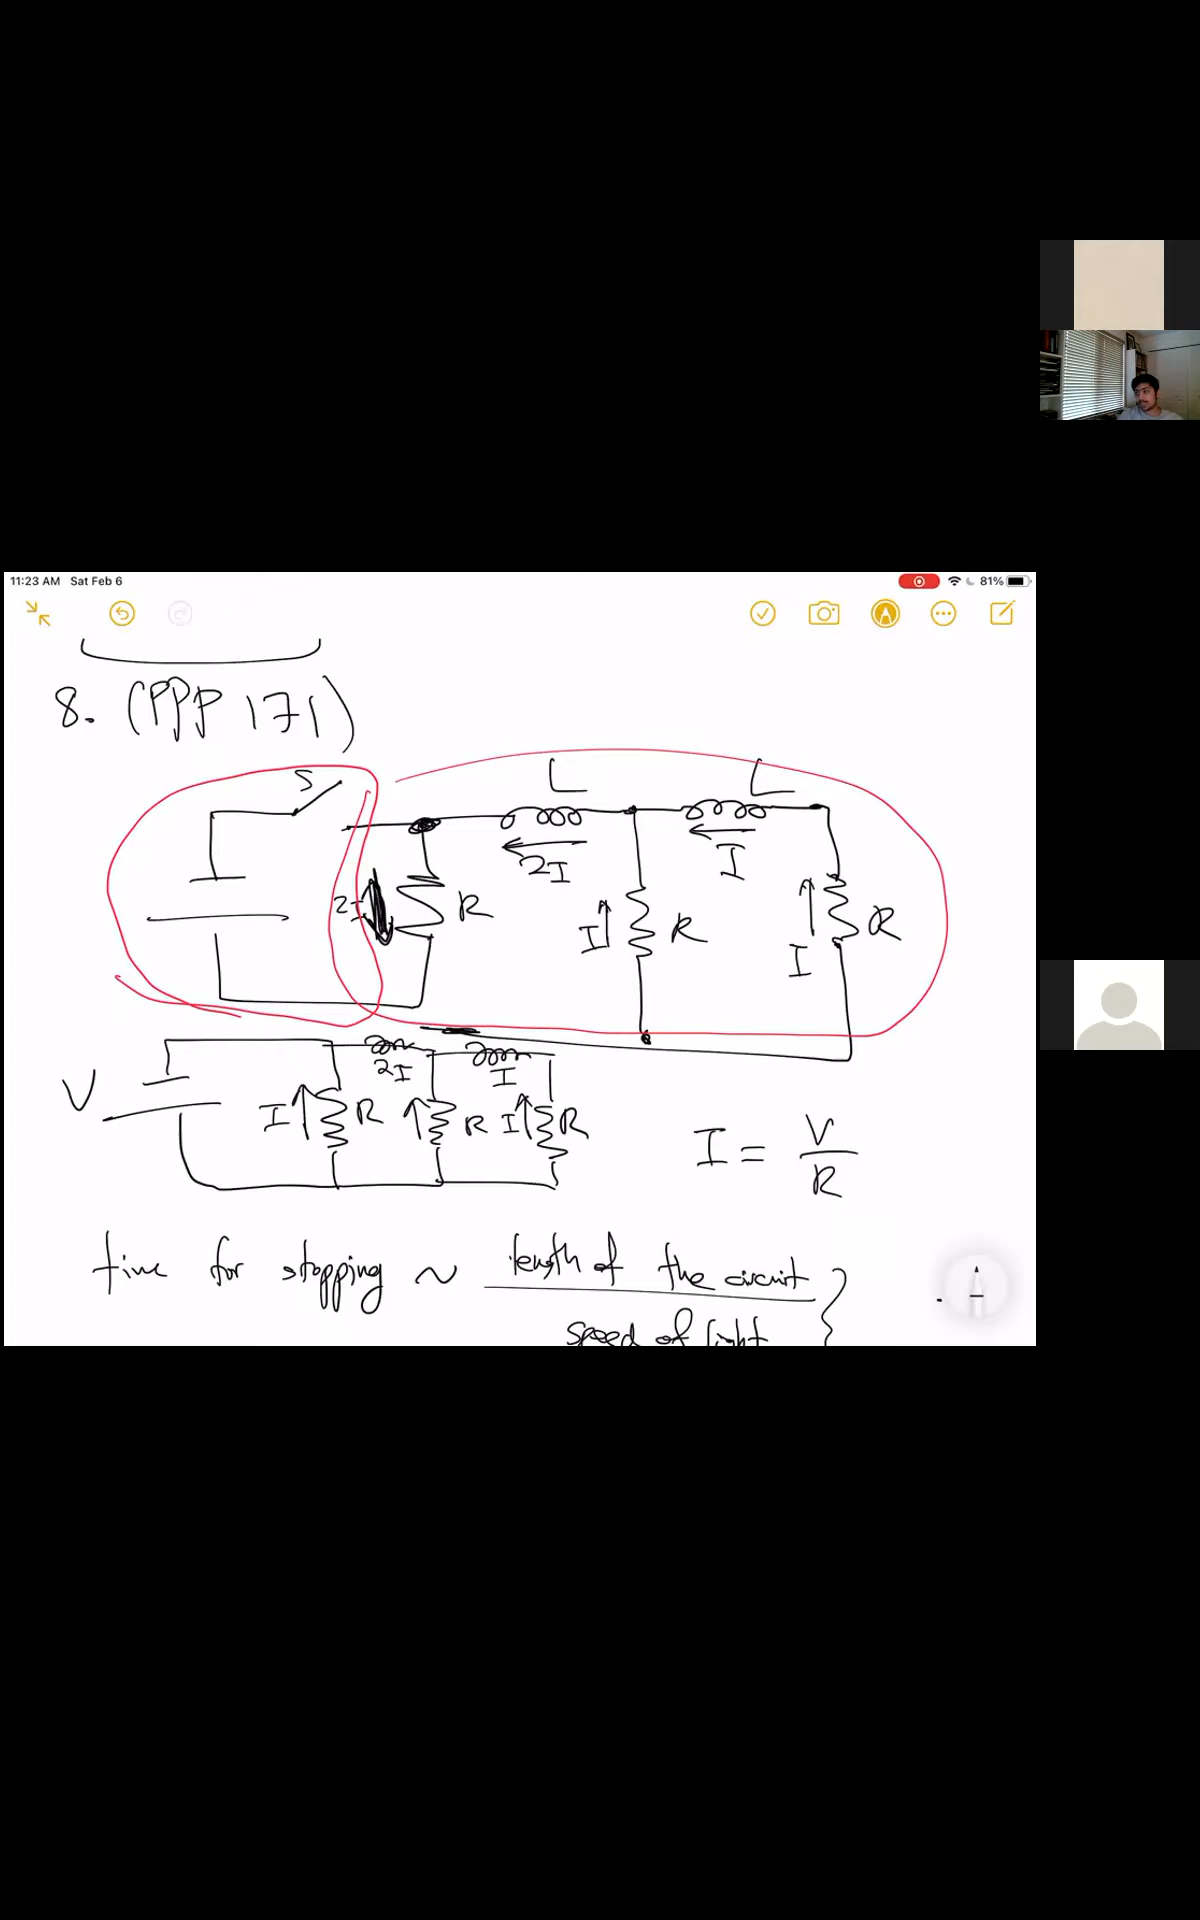 11:23 AM Sat Feb 6
81%
8. (PPP 171)
S
L
L
2I
I
2I
R
I
R
I
R
V
2I
I
I
R
R
I
R
I = V/R
time for stopping ~ length of the circuit
speed of light